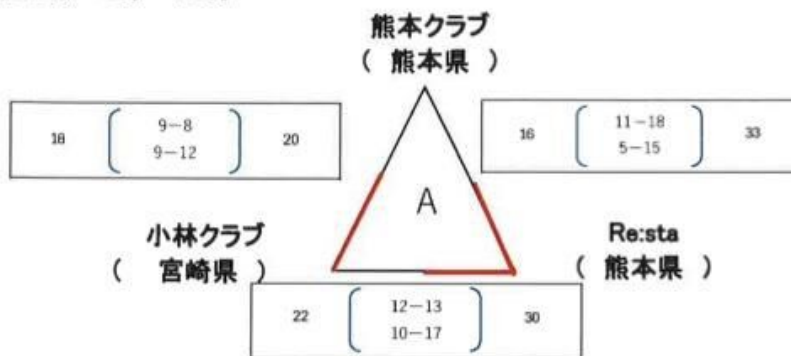 熊本クラブ
( 熊本県 )
18 9－8 20
9－12
16 11－18 33
5－15
A
小林クラブ
( 宮崎県 )
Re:sta
( 熊本県 )
22 12－13 30
10－17